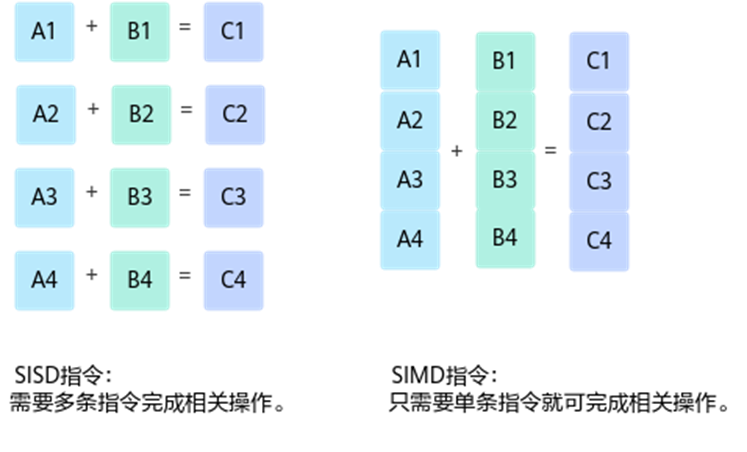 A1 + B1 = C1
A2 + B2 = C2
A3 + B3 = C3
A4 + B4 = C4
SISD指令：
需要多条指令完成相关操作。
A1 B1 C1
A2 B2 C2
+ =
A3 B3 C3
A4 B4 C4
SIMD指令：
只需要单条指令就可完成相关操作。